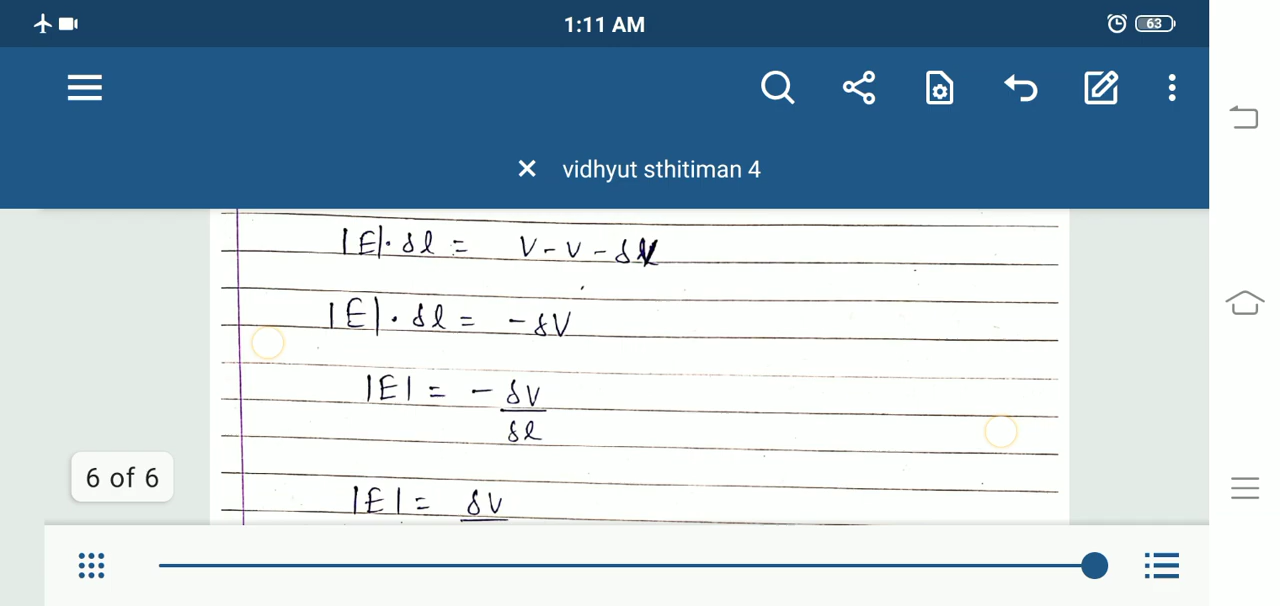 1:11 AM
63
vidhyut sthitiman 4
|E|·δl = V - V - δV
|E|·δl = -δV
|E| = - δV
δl
6 of 6
|E| = δV